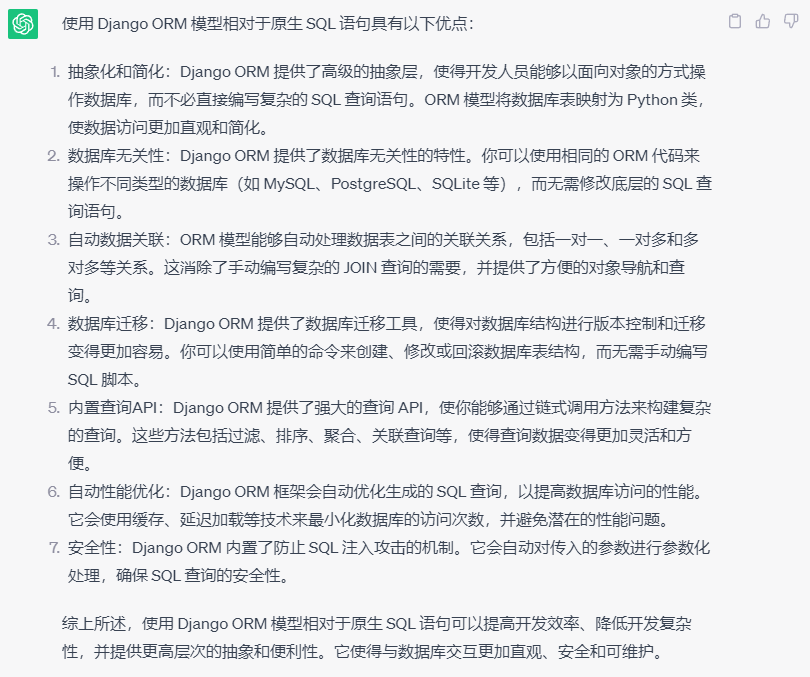 使用 Django ORM 模型相对于原生 SQL 语句具有以下优点：
1. 抽象化和简化：Django ORM 提供了高级的抽象层，使得开发人员能够以面向对象的方式操
作数据库，而不必直接编写复杂的 SQL 查询语句。ORM 模型将数据库表映射为 Python 类，
使数据访问更加直观和简化。
2. 数据库无关性：Django ORM 提供了数据库无关性的特性。你可以使用相同的 ORM 代码来
操作不同类型的数据库（如 MySQL、PostgreSQL、SQLite 等），而无需修改底层的 SQL 查
询语句。
3. 自动数据关联：ORM 模型能够自动处理数据表之间的关联关系，包括一对一、一对多和多
对多等关系。这消除了手动编写复杂的 JOIN 查询的需要，并提供了方便的对象导航和查
询。
4. 数据库迁移：Django ORM 提供了数据库迁移工具，使得对数据库结构进行版本控制和迁移
变得更加容易。你可以使用简单的命令来创建、修改或回滚数据库表结构，而无需手动编写
SQL 脚本。
5. 内置查询API：Django ORM 提供了强大的查询 API，使你能够通过链式调用方法来构建复杂
的查询。这些方法包括过滤、排序、聚合、关联查询等，使得查询数据变得更加灵活和方
便。
6. 自动性能优化：Django ORM 框架会自动优化生成的 SQL 查询，以提高数据库访问的性能。
它会使用缓存、延迟加载等技术来最小化数据库的访问次数，并避免潜在的性能问题。
7. 安全性：Django ORM 内置了防止 SQL 注入攻击的机制。它会自动对传入的参数进行参数化
处理，确保 SQL 查询的安全性。
综上所述，使用 Django ORM 模型相对于原生 SQL 语句可以提高开发效率、降低开发复杂
性，并提供更高层次的抽象和便利性。它使得与数据库交互更加直观、安全和可维护。